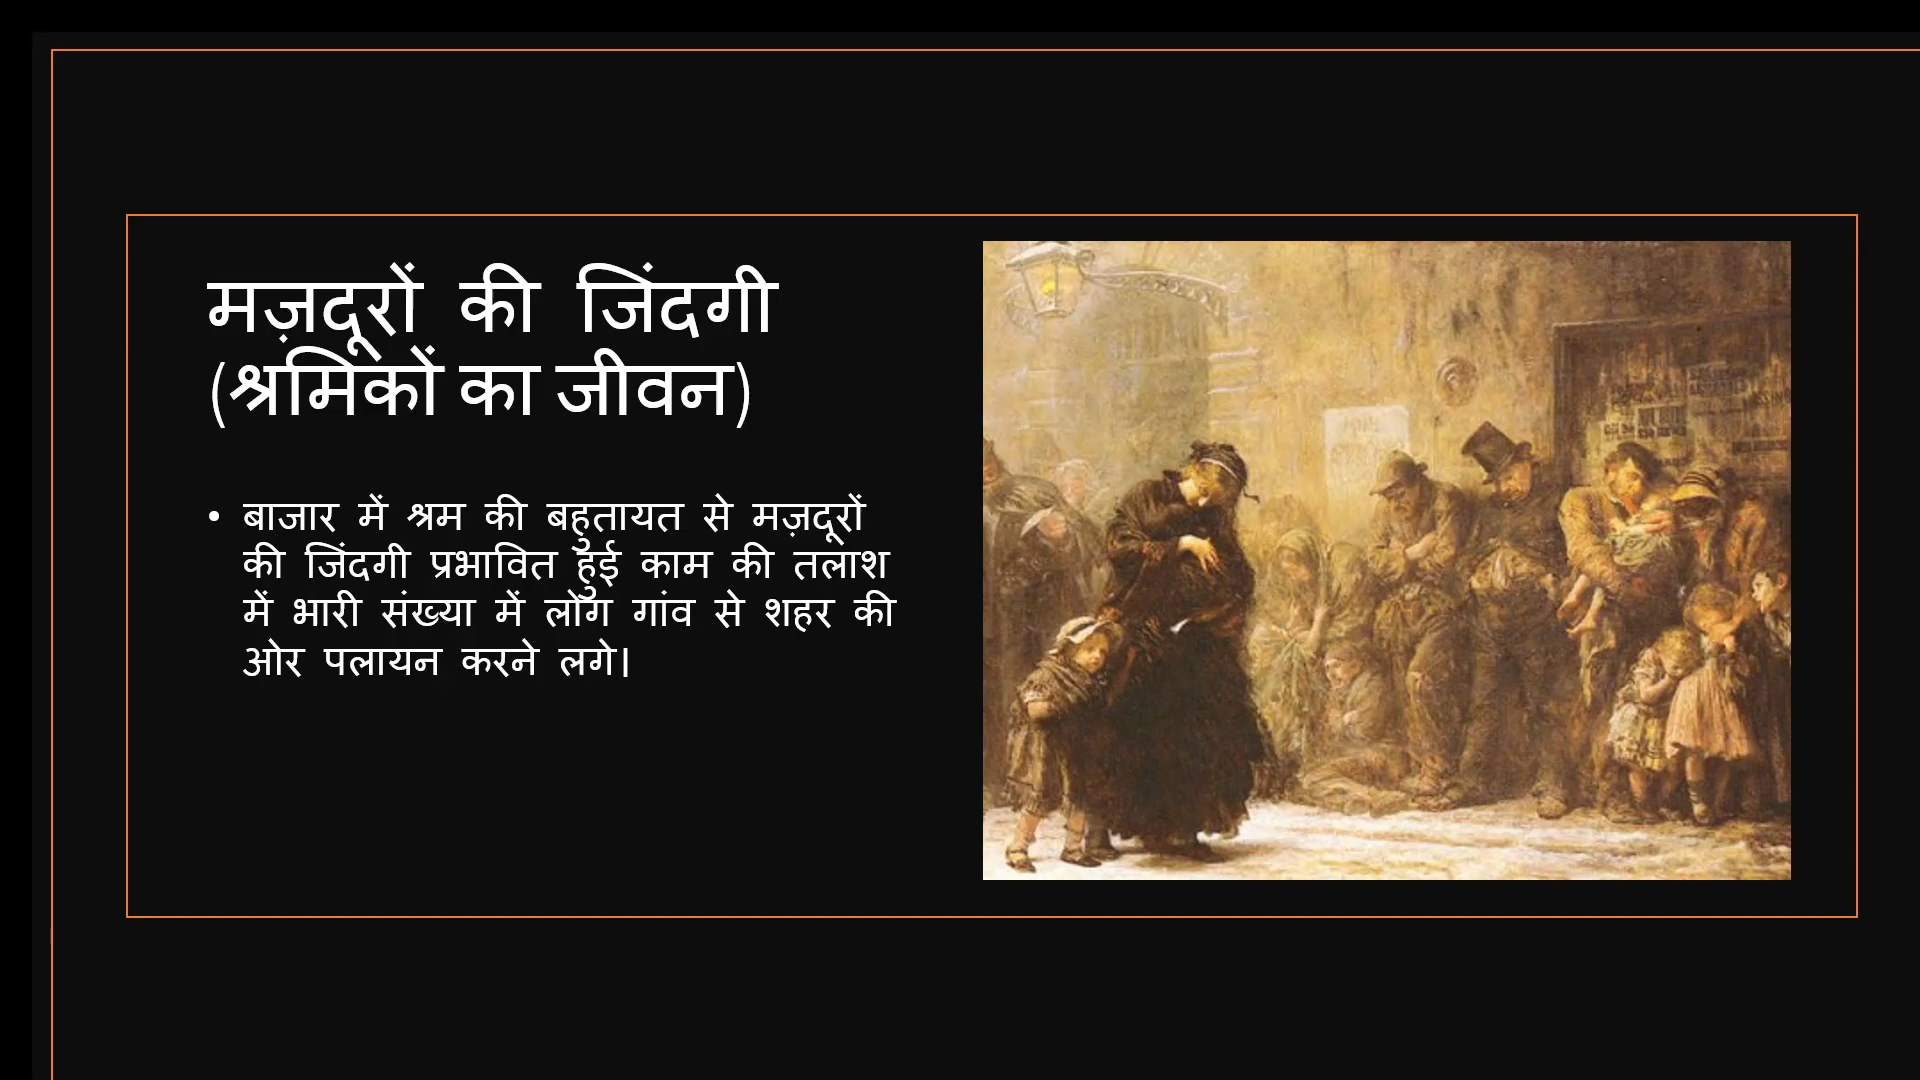 मज़दूरों की जिंदगी
(श्रमिकों का जीवन)
• बाजार में श्रम की बहुतायत से मज़दूरों
की जिंदगी प्रभावित हुई काम की तलाश
में भारी संख्या में लोग गांव से शहर की
ओर पलायन करने लगे।